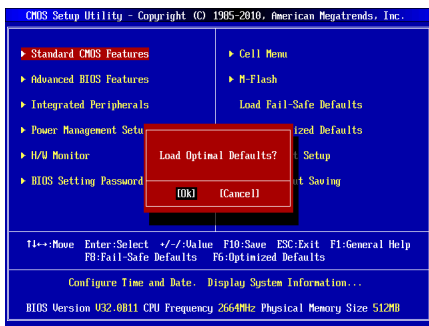 CMOS Setup Utility - Copyright (C) 1985-2010, American Megatrends, Inc.
▶ Standard CMOS Features
▶ Advanced BIOS Features
▶ Integrated Peripherals
▶ Power Management Setu
▶ H/W Monitor
▶ BIOS Setting Password
▶ Cell Menu
▶ M-Flash
Load Fail-Safe Defaults
ized Defaults
t Setup
ut Saving
Load Optimal Defaults?
[Ok] [Cancel]
↑↓↔:Move Enter:Select +/-/:Value F10:Save ESC:Exit F1:General Help
F8:Fail-Safe Defaults F6:Optimized Defaults
Configure Time and Date. Display System Information...
BIOS Version V32.0B11 CPU Frequency 2664MHz Physical Memory Size 512MB